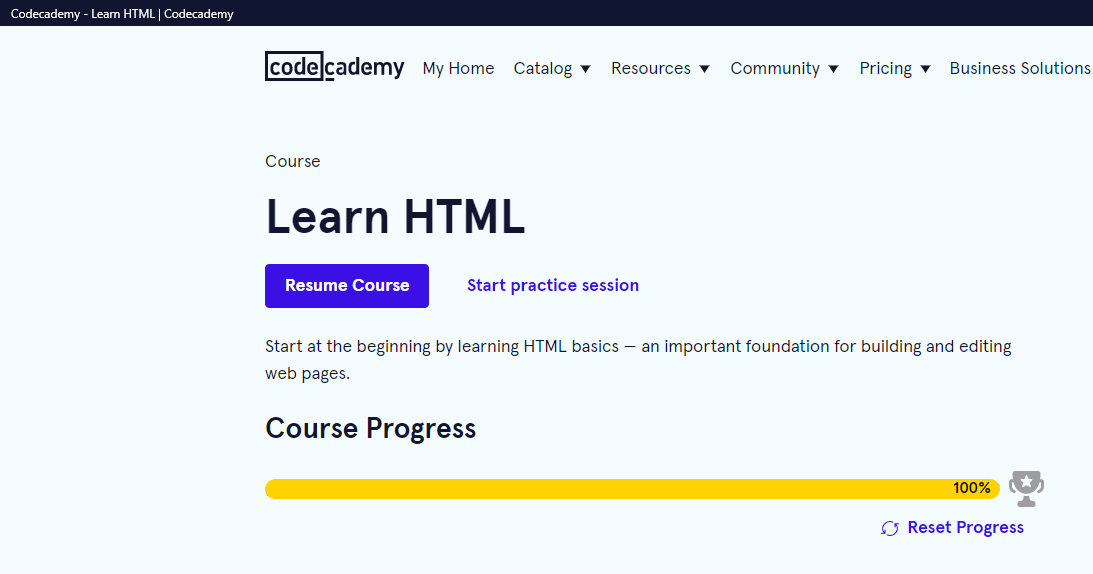 Codecademy - Learn HTML | Codecademy
codecademy My Home Catalog Resources Community Pricing Business Solutions
Course
Learn HTML
Resume Course Start practice session
Start at the beginning by learning HTML basics — an important foundation for building and editing
web pages.
Course Progress
100%
Reset Progress